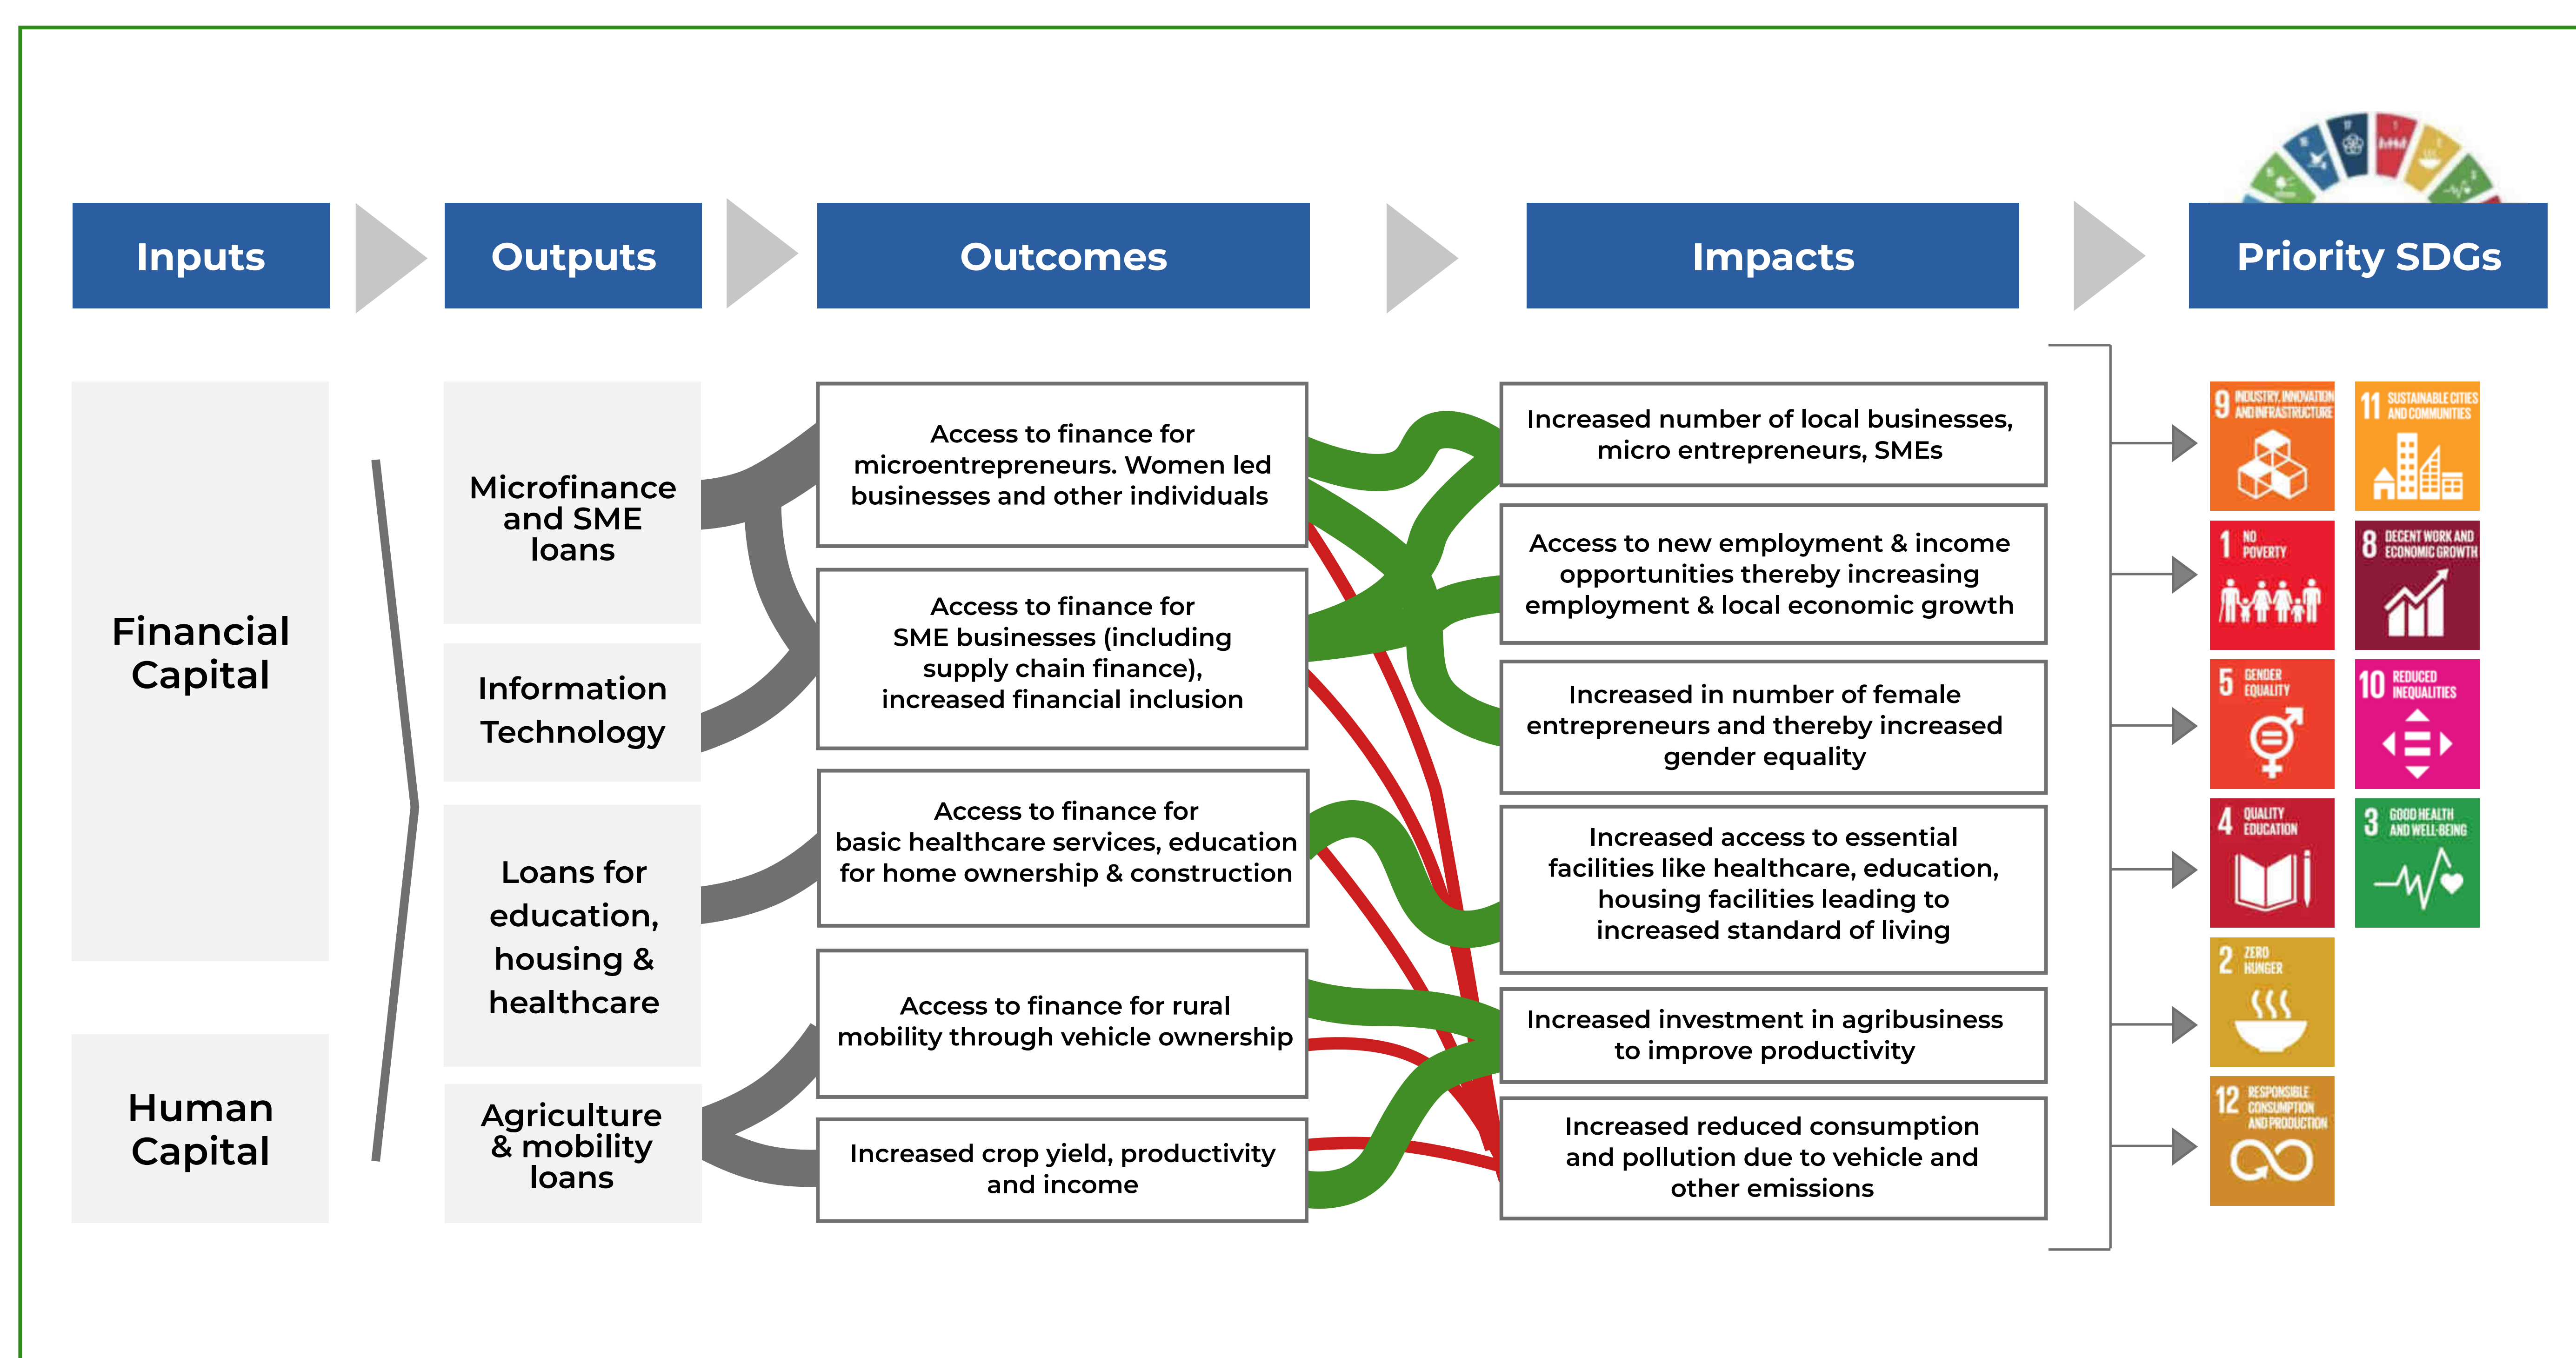 Inputs
Outputs
Outcomes
Impacts
Priority SDGs
Financial
Capital
Human
Capital
Microfinance
and SME
loans
Information
Technology
Loans for
education,
housing &
healthcare
Agriculture
& mobility
loans
Access to finance for
microentrepreneurs. Women led
businesses and other individuals
Access to finance for
SME businesses (including
supply chain finance),
increased financial inclusion
Access to finance for
basic healthcare services, education
for home ownership & construction
Access to finance for rural
mobility through vehicle ownership
Increased crop yield, productivity
and income
Increased number of local businesses,
micro entrepreneurs, SMEs
Access to new employment & income
opportunities thereby increasing
employment & local economic growth
Increased in number of female
entrepreneurs and thereby increased
gender equality
Increased access to essential
facilities like healthcare, education,
housing facilities leading to
increased standard of living
Increased investment in agribusiness
to improve productivity
Increased reduced consumption
and pollution due to vehicle and
other emissions
9 INDUSTRY, INNOVATION
AND INFRASTRUCTURE
11 SUSTAINABLE CITIES
AND COMMUNITIES
1 NO
POVERTY
8 DECENT WORK AND
ECONOMIC GROWTH
5 GENDER
EQUALITY
10 REDUCED
INEQUALITIES
4 QUALITY
EDUCATION
3 GOOD HEALTH
AND WELL-BEING
2 ZERO
HUNGER
12 RESPONSIBLE
CONSUMPTION
AND PRODUCTION